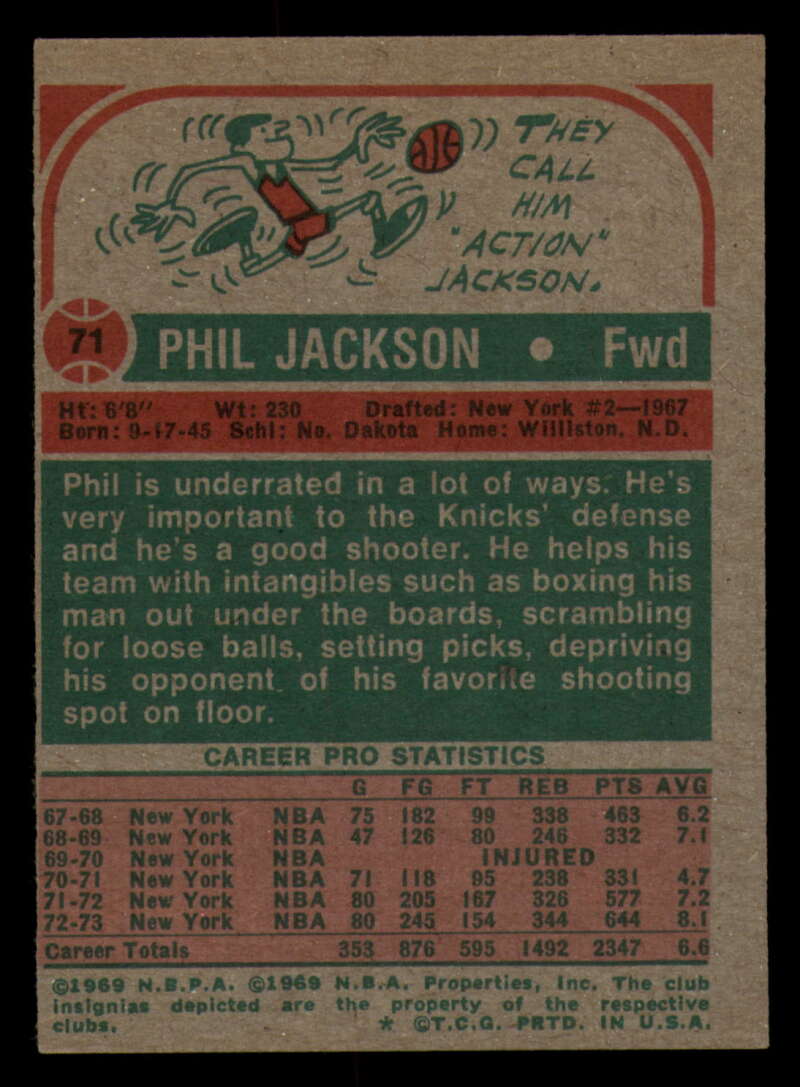 THEY
CALL
HIM
"ACTION"
JACKSON.
71 PHIL JACKSON • Fwd
Ht: 6'8" Wt: 230 Drafted: New York #2—1967
Born: 9-17-45 Schl: No. Dakota Home: Williston, N.D.
Phil is underrated in a lot of ways. He's
very important to the Knicks' defense
and he's a good shooter. He helps his
team with intangibles such as boxing his
man out under the boards, scrambling
for loose balls, setting picks, depriving
his opponent of his favorite shooting
spot on floor.
CAREER PRO STATISTICS
G FG FT REB PTS AVG
67-68 New York NBA 75 182 99 338 463 6.2
68-69 New York NBA 47 126 80 246 332 7.1
69-70 New York NBA INJURED
70-71 New York NBA 71 118 95 238 331 4.7
71-72 New York NBA 80 205 167 326 577 7.2
72-73 New York NBA 80 245 154 344 644 8.1
Career Totals 353 876 595 1492 2347 6.6
©1969 N.B.P.A. ©1969 N.B.A. Properties, Inc. The club
insignias depicted are the property of the respective
clubs. * ©T.C.G. PRTD. IN U.S.A.